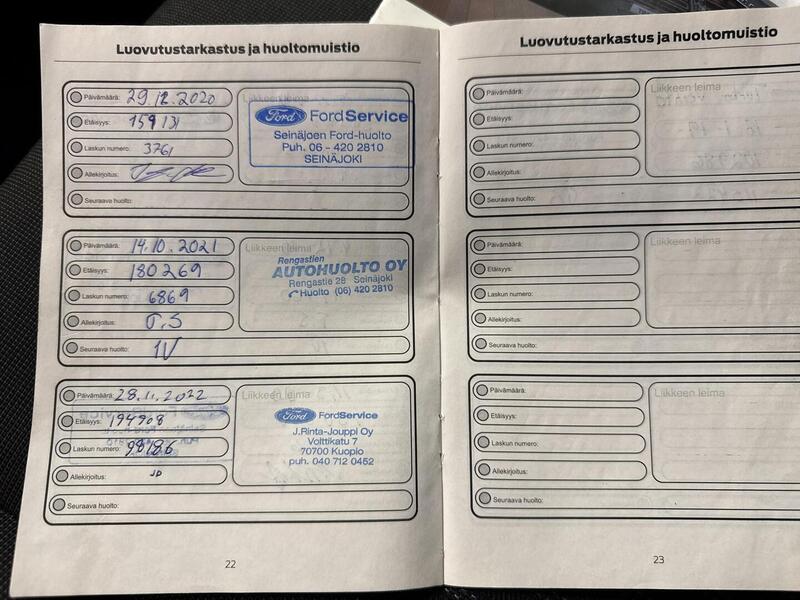 Luovutustarkastus ja huoltomuistio
Päivämäärä: 29.12.2020
Etäisyys: 159131
Laskun numero: 3761
Allekirjoitus:
Seuraava huolto:
Liikkeen leima
Ford FordService
Seinäjoen Ford-huolto
Puh. 06 - 420 2810
SEINÄJOKI
Päivämäärä: 14.10.2021
Etäisyys: 180269
Laskun numero: 6869
Allekirjoitus: J.S
Seuraava huolto: 1V
Liikkeen leima
Rengastien
AUTOHUOLTO OY
Rengastie 28 Seinäjoki
Huolto (06) 420 2810
Päivämäärä: 28.11.2022
Etäisyys: 194908
Laskun numero: 98186
Allekirjoitus: JD
Seuraava huolto:
Liikkeen leima
Ford FordService
J.Rinta-Jouppi Oy
Volttikatu 7
70700 Kuopio
puh. 040 712 0452
22
Luovutustarkastus ja huoltomuistio
Päivämäärä:
Etäisyys:
Laskun numero:
Allekirjoitus:
Seuraava huolto:
Liikkeen leima
Päivämäärä:
Etäisyys:
Laskun numero:
Allekirjoitus:
Seuraava huolto:
Liikkeen leima
Päivämäärä:
Etäisyys:
Laskun numero:
Allekirjoitus:
Seuraava huolto:
Liikkeen leima
23